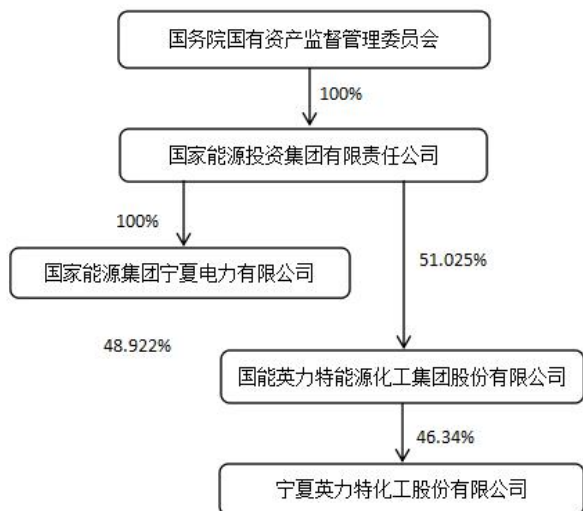 国务院国有资产监督管理委员会
100%
国家能源投资集团有限责任公司
100%
国家能源集团宁夏电力有限公司
51.025%
48.922%
国能英力特能源化工集团股份有限公司
46.34%
宁夏英力特化工股份有限公司